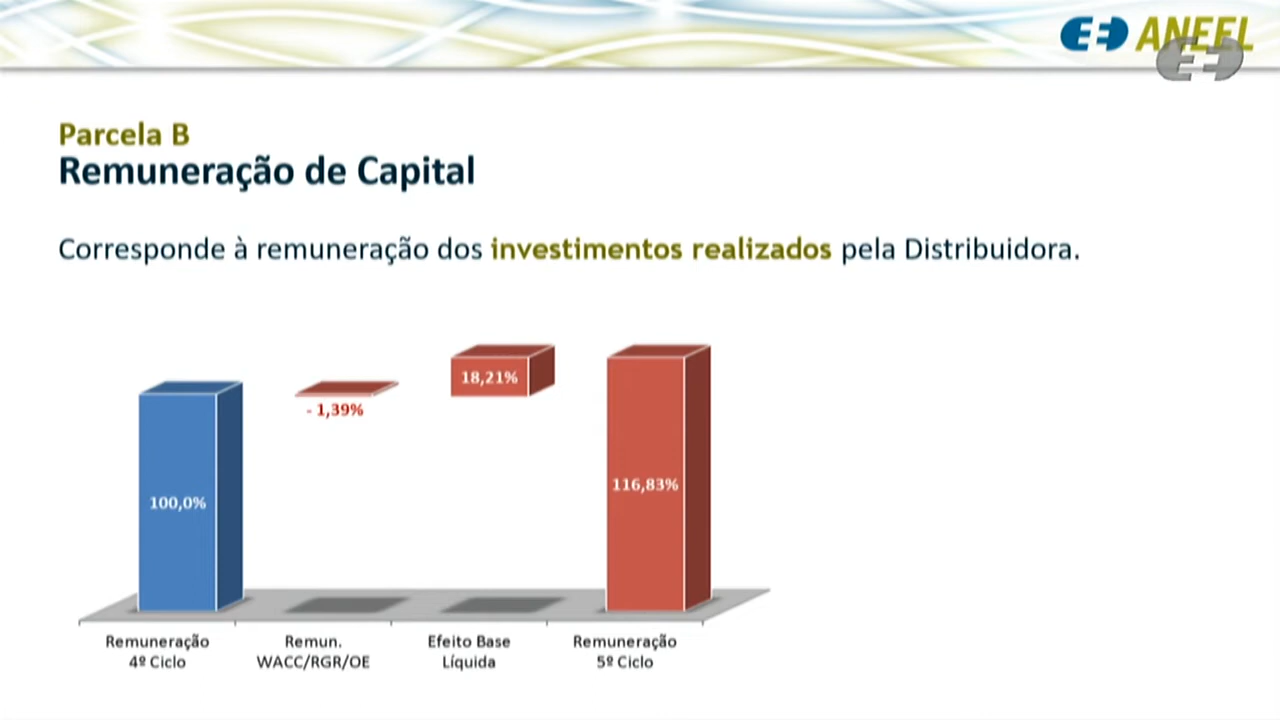 ANEEL
Parcela B
Remuneração de Capital
Corresponde à remuneração dos investimentos realizados pela Distribuidora.
100,0%
- 1,39%
18,21%
116,83%
Remuneração
4º Ciclo
Remun.
WACC/RGR/OE
Efeito Base
Líquida
Remuneração
5º Ciclo